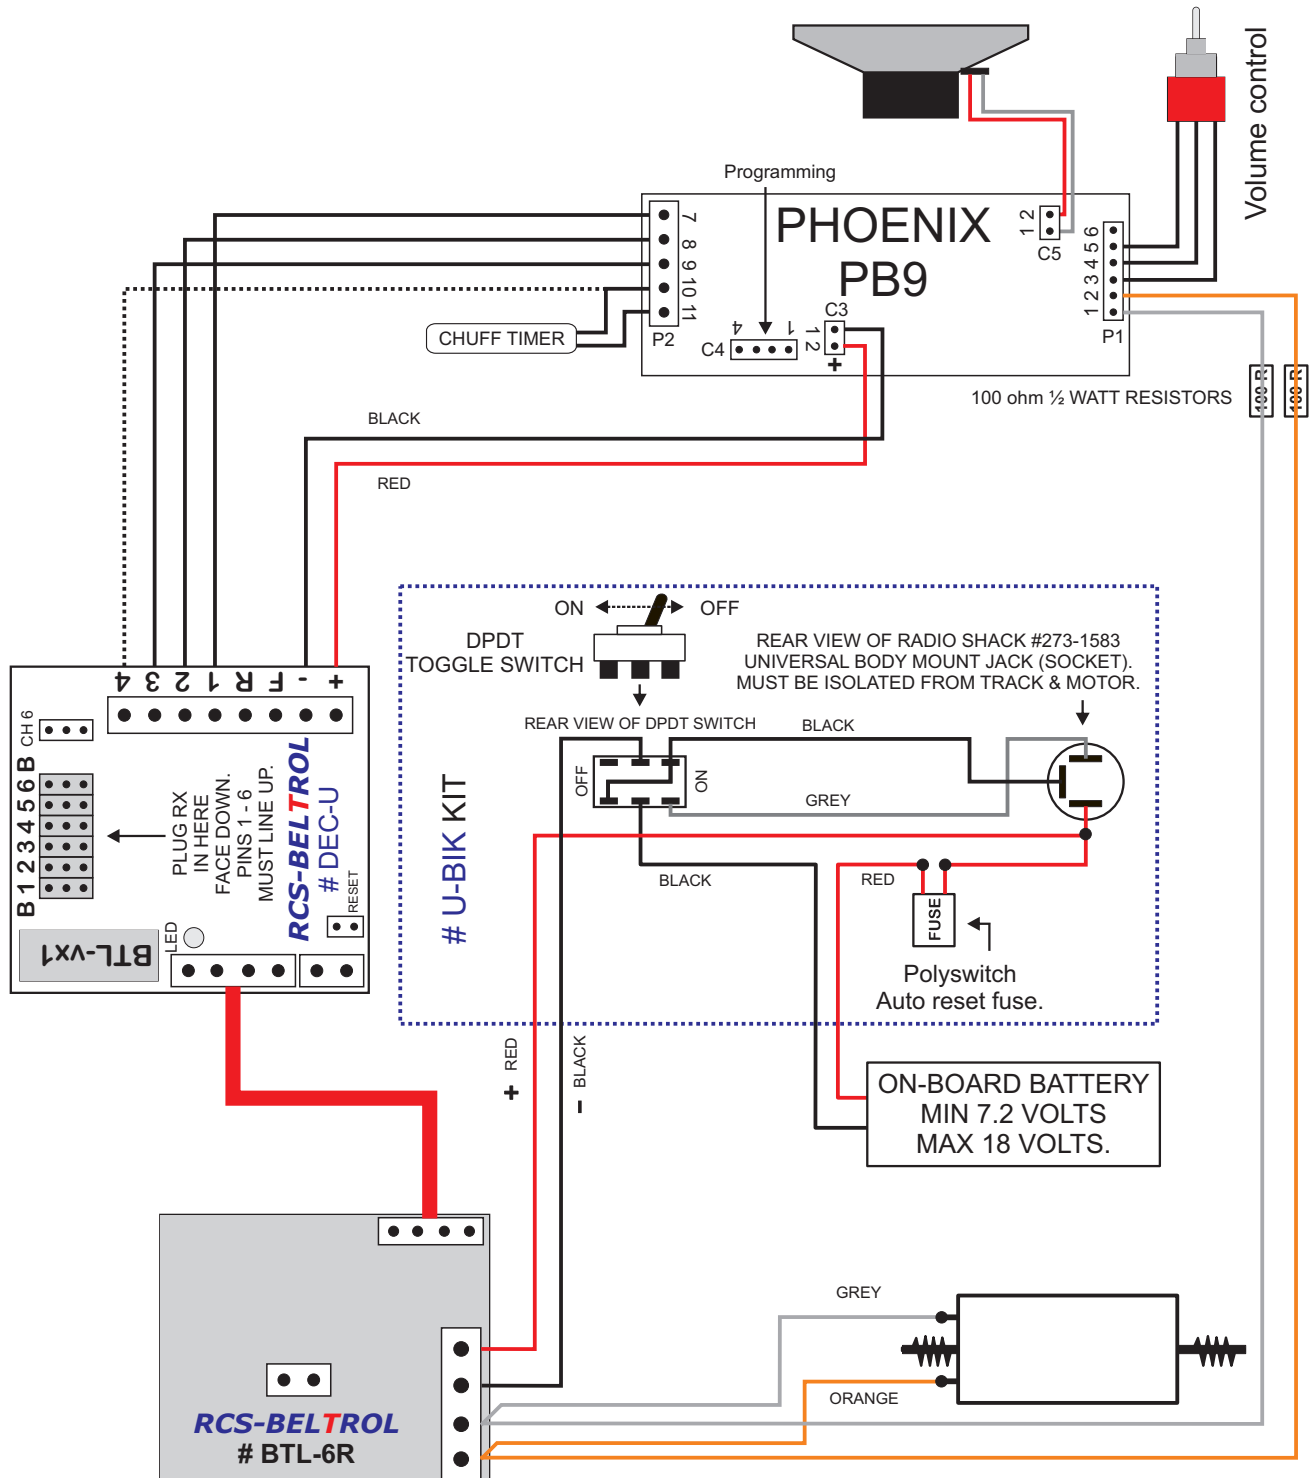 Volume control
Programming
PHOENIX
PB9
7
8
9
10
11
P2
1 2
C5
1 2 3 4 5 6
P1
C3
1 2
+
C4
4
1
CHUFF TIMER
100 ohm ½ WATT RESISTORS
100 R
100 R
BLACK
RED
ON
OFF
DPDT
TOGGLE SWITCH
REAR VIEW OF RADIO SHACK #273-1583
UNIVERSAL BODY MOUNT JACK (SOCKET).
MUST BE ISOLATED FROM TRACK & MOTOR.
REAR VIEW OF DPDT SWITCH
BLACK
OFF
ON
GREY
BLACK
RED
FUSE
Polyswitch
Auto reset fuse.
# U-BIK KIT
4 3 2 1 R F - +
CH 6
B 1 2 3 4 5 6 B
PLUG RX
IN HERE
FACE DOWN.
PINS 1 - 6
MUST LINE UP.
RCS-BELTROL
# DEC-U
RESET
LED
BTL-vx1
+ RED
- BLACK
ON-BOARD BATTERY
MIN 7.2 VOLTS
MAX 18 VOLTS.
GREY
ORANGE
RCS-BELTROL
# BTL-6R